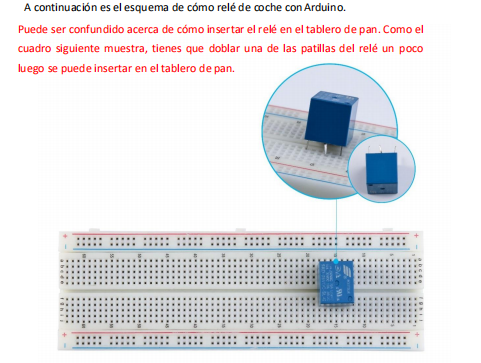 A continuación es el esquema de cómo relé de coche con Arduino.
Puede ser confundido acerca de cómo insertar el relé en el tablero de pan. Como el
cuadro siguiente muestra, tienes que doblar una de las patillas del relé un poco
luego se puede insertar en el tablero de pan.